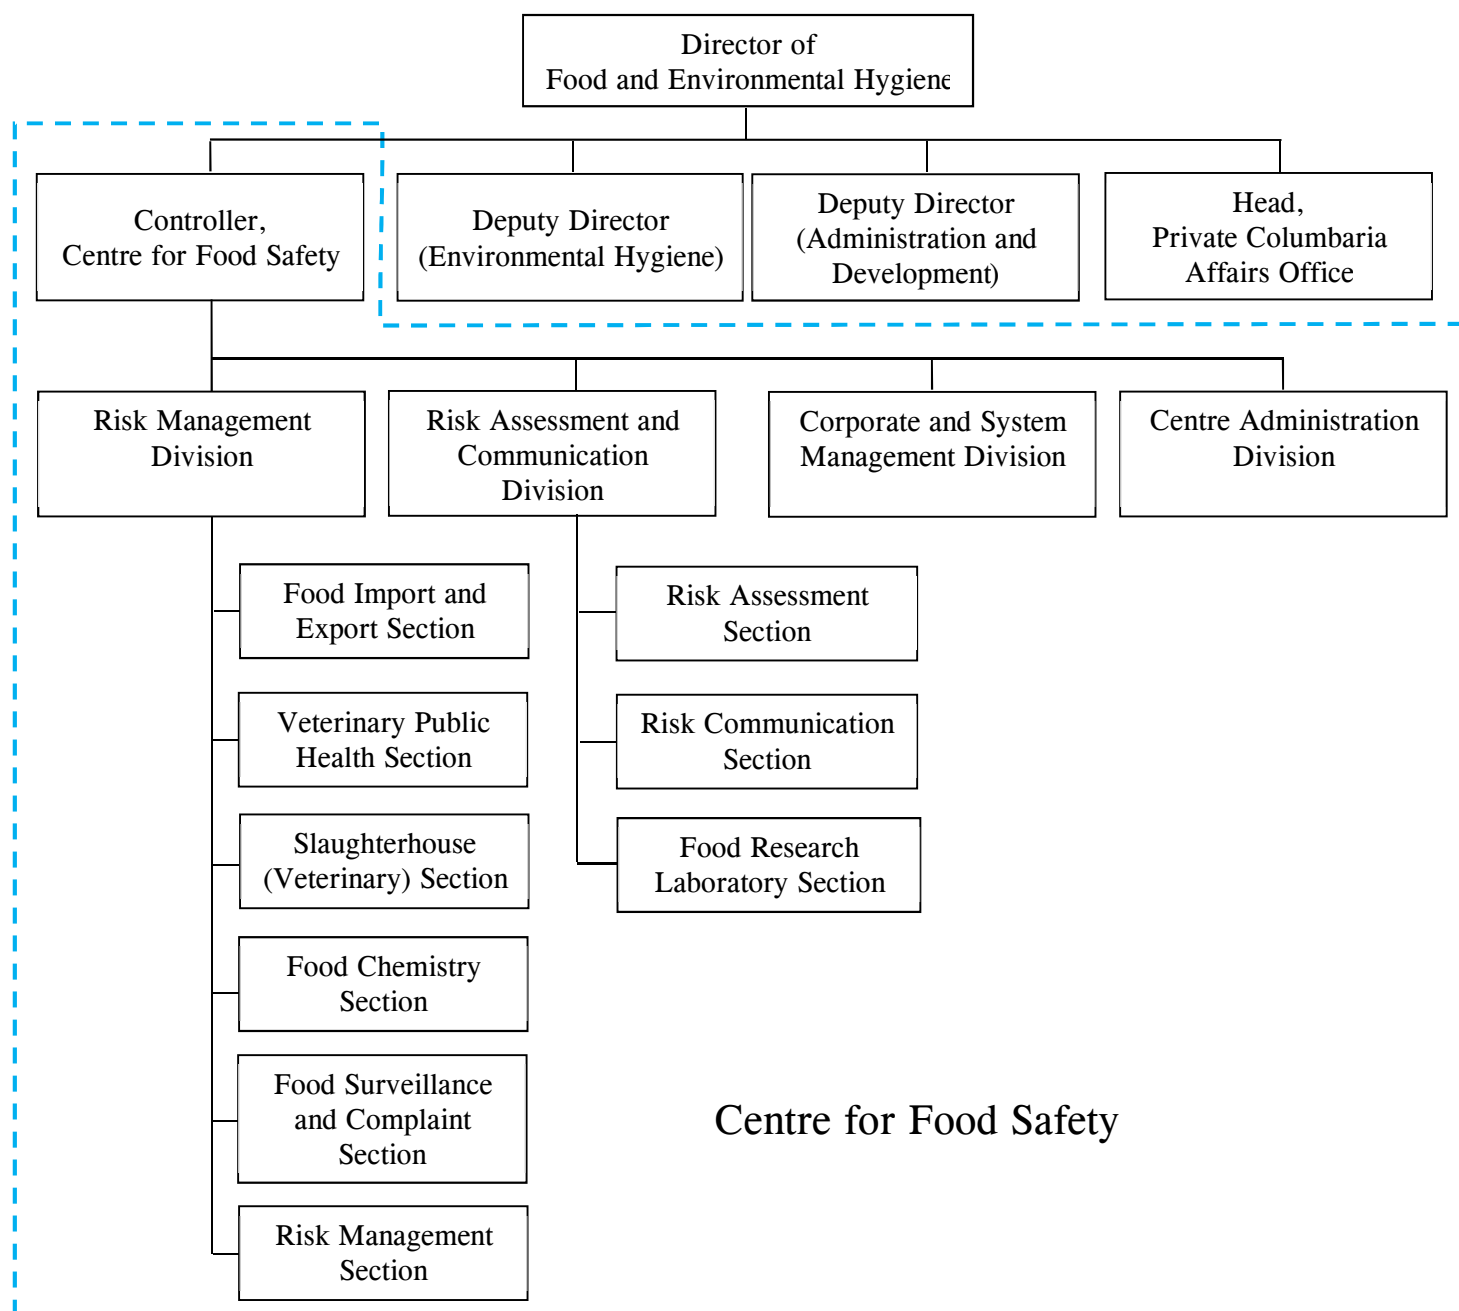 Director of
Food and Environmental Hygiene
Controller,
Centre for Food Safety
Deputy Director
(Environmental Hygiene)
Deputy Director
(Administration and
Development)
Head,
Private Columbaria
Affairs Office
Risk Management
Division
Risk Assessment and
Communication
Division
Corporate and System
Management Division
Centre Administration
Division
Food Import and
Export Section
Veterinary Public
Health Section
Slaughterhouse
(Veterinary) Section
Food Chemistry
Section
Food Surveillance
and Complaint
Section
Risk Management
Section
Risk Assessment
Section
Risk Communication
Section
Food Research
Laboratory Section
Centre for Food Safety